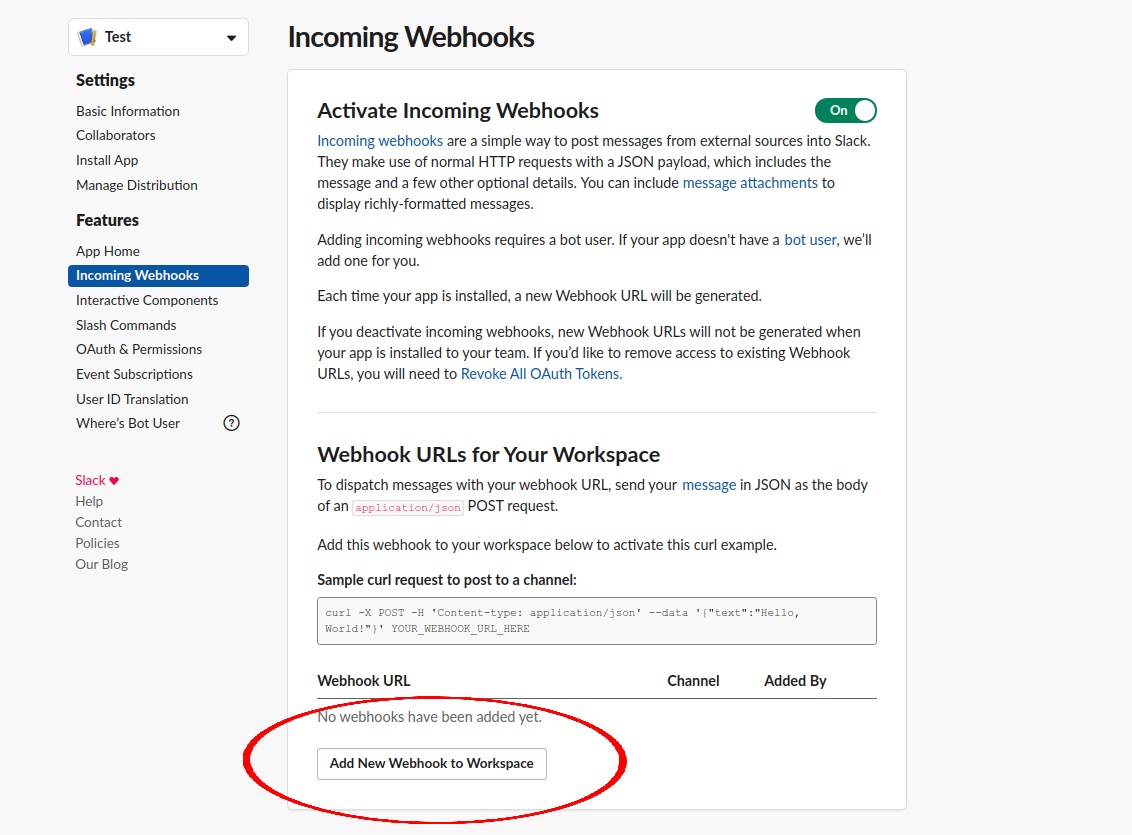 Test
Settings
Basic Information
Collaborators
Install App
Manage Distribution
Features
App Home
Incoming Webhooks
Interactive Components
Slash Commands
OAuth & Permissions
Event Subscriptions
User ID Translation
Where's Bot User ?
Slack ♥
Help
Contact
Policies
Our Blog
Incoming Webhooks
Activate Incoming Webhooks On
Incoming webhooks are a simple way to post messages from external sources into Slack.
They make use of normal HTTP requests with a JSON payload, which includes the
message and a few other optional details. You can include message attachments to
display richly-formatted messages.
Adding incoming webhooks requires a bot user. If your app doesn't have a bot user, we’ll
add one for you.
Each time your app is installed, a new Webhook URL will be generated.
If you deactivate incoming webhooks, new Webhook URLs will not be generated when
your app is installed to your team. If you’d like to remove access to existing Webhook
URLs, you will need to Revoke All OAuth Tokens.
Webhook URLs for Your Workspace
To dispatch messages with your webhook URL, send your message in JSON as the body
of an application/json POST request.
Add this webhook to your workspace below to activate this curl example.
Sample curl request to post to a channel:
curl -X POST -H 'Content-type: application/json' --data '{"text":"Hello,
World!"}' YOUR_WEBHOOK_URL_HERE
Webhook URL Channel Added By
No webhooks have been added yet.
Add New Webhook to Workspace